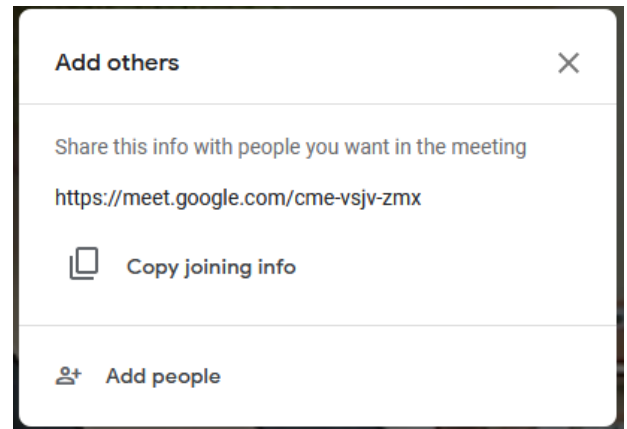 Add others
Share this info with people you want in the meeting
https://meet.google.com/cme-vsjv-zmx
Copy joining info
Add people